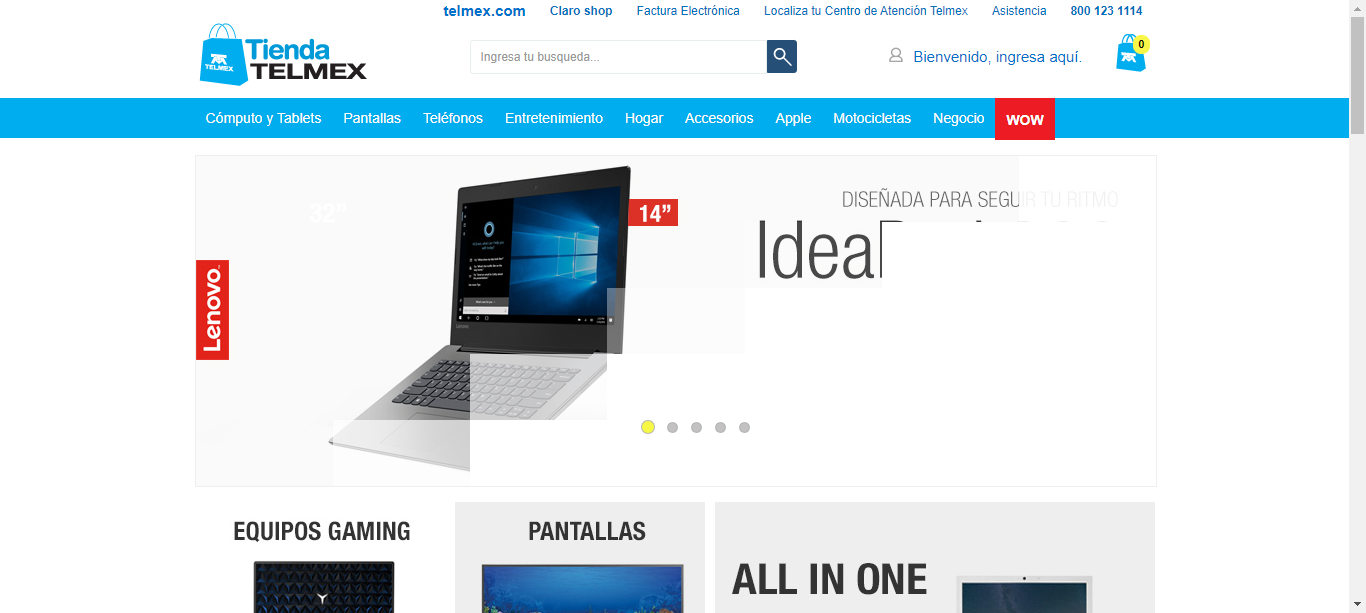 telmex.com Claro shop Factura Electrónica Localiza tu Centro de Atención Telmex Asistencia 800 123 1114
Tienda
TELMEX
TELMEX
Ingresa tu busqueda...
Bienvenido, ingresa aquí.
0
Cómputo y Tablets Pantallas Teléfonos Entretenimiento Hogar Accesorios Apple Motocicletas Negocio WOW
DISEÑADA PARA SEGUIR TU RITMO
32” 14”
Lenovo
EQUIPOS GAMING
PANTALLAS
ALL IN ONE